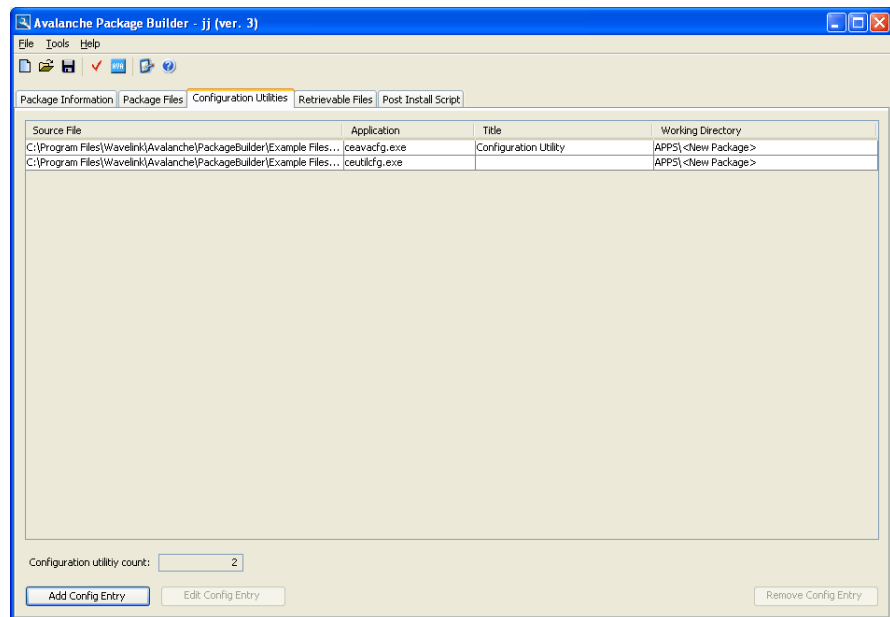 Avalanche Package Builder - jj (ver. 3)
File Tools Help
AVA
Package Information Package Files Configuration Utilities Retrievable Files Post Install Script
Source File Application Title Working Directory
C:\Program Files\Wavelink\Avalanche\PackageBuilder\Example Files... ceavacfg.exe Configuration Utility APPS\<New Package>
C:\Program Files\Wavelink\Avalanche\PackageBuilder\Example Files... ceutilcfg.exe APPS\<New Package>
Configuration utilitiy count: 2
Add Config Entry Edit Config Entry Remove Config Entry